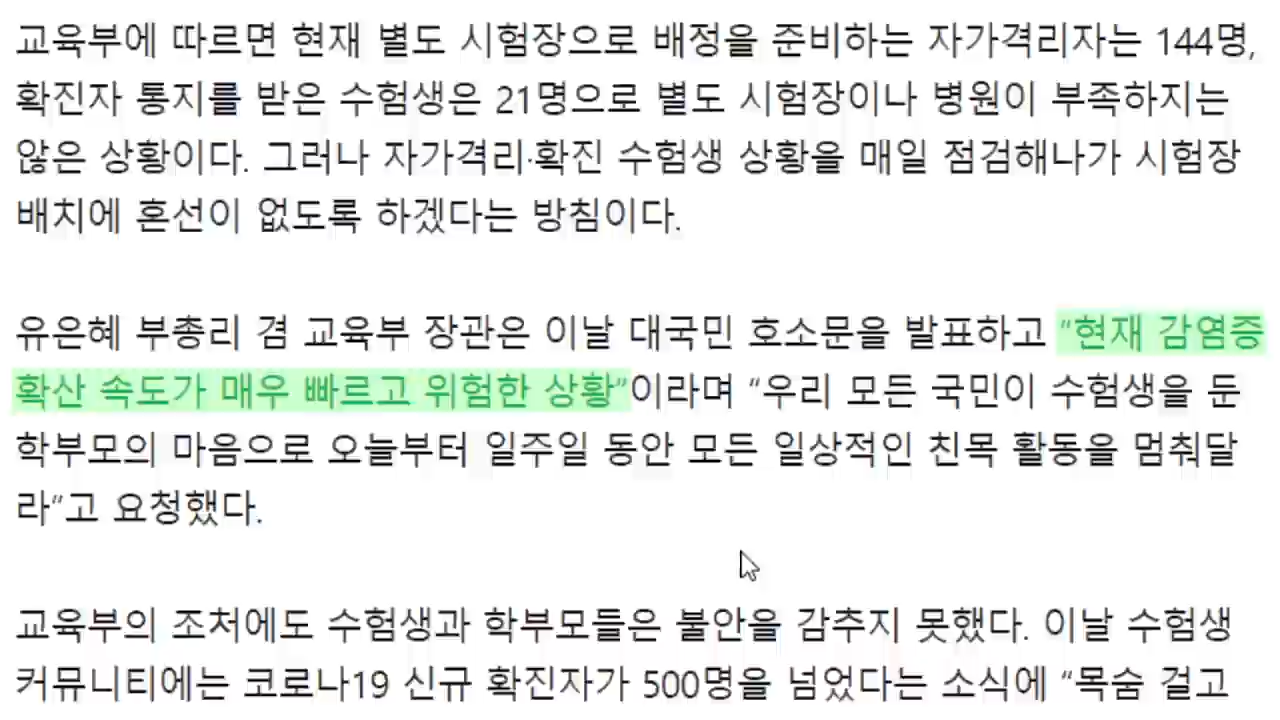 교육부에 따르면 현재 별도 시험장으로 배정을 준비하는 자가격리자는 144명,
확진자 통지를 받은 수험생은 21명으로 별도 시험장이나 병원이 부족하지는
않은 상황이다. 그러나 자가격리·확진 수험생 상황을 매일 점검해나가 시험장
배치에 혼선이 없도록 하겠다는 방침이다.
유은혜 부총리 겸 교육부 장관은 이날 대국민 호소문을 발표하고 “현재 감염증
확산 속도가 매우 빠르고 위험한 상황”이라며 “우리 모든 국민이 수험생을 둔
학부모의 마음으로 오늘부터 일주일 동안 모든 일상적인 친목 활동을 멈춰달
라”고 요청했다.
교육부의 조처에도 수험생과 학부모들은 불안을 감추지 못했다. 이날 수험생
커뮤니티에는 코로나19 신규 확진자가 500명을 넘었다는 소식에 “목숨 걸고